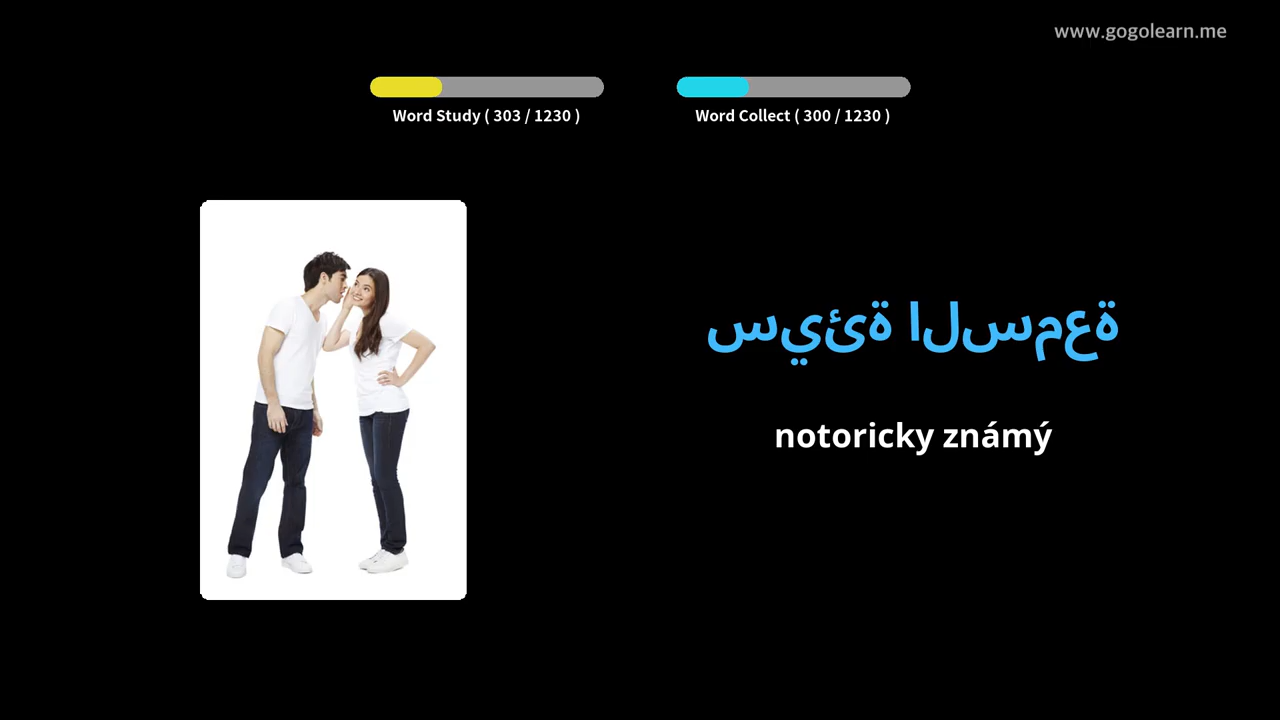 www.gogolearn.me
Word Study ( 303 / 1230 )
Word Collect ( 300 / 1230 )
سيئة السمعة
notoricky známý